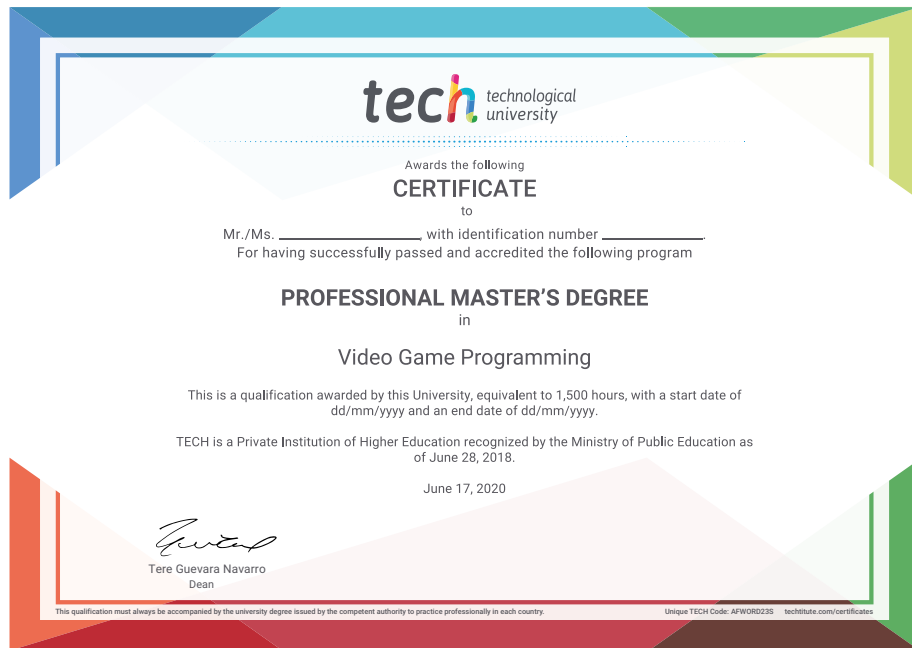 tech technological
university
Awards the following
CERTIFICATE
to
Mr./Ms. ____________________, with identification number ______________.
For having successfully passed and accredited the following program
PROFESSIONAL MASTER'S DEGREE
in
Video Game Programming
This is a qualification awarded by this University, equivalent to 1,500 hours, with a start date of
dd/mm/yyyy and an end date of dd/mm/yyyy.
TECH is a Private Institution of Higher Education recognized by the Ministry of Public Education as
of June 28, 2018.
June 17, 2020
Tere Guevara Navarro
Dean
This qualification must always be accompanied by the university degree issued by the competent authority to practice professionally in each country. Unique TECH Code: AFWORD23S techtitute.com/certificates